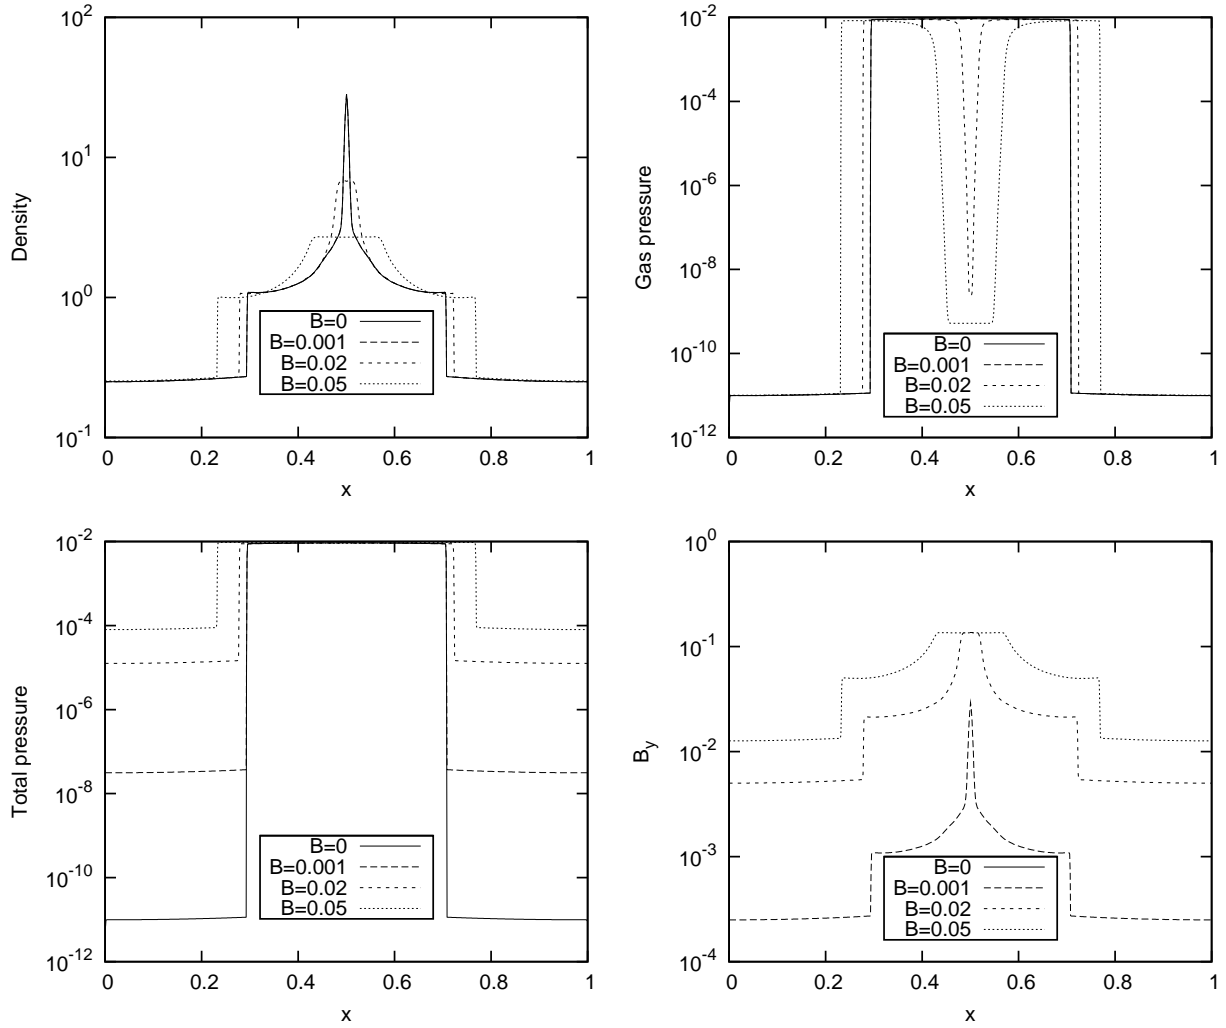 10^2
10^1
10^0
10^-1
Density
B=0
B=0.001
B=0.02
B=0.05
0 0.2 0.4 0.6 0.8 1
x
10^-2
10^-4
10^-6
10^-8
10^-10
10^-12
Gas pressure
B=0
B=0.001
B=0.02
B=0.05
0 0.2 0.4 0.6 0.8 1
x
10^-2
10^-4
10^-6
10^-8
10^-10
10^-12
Total pressure
B=0
B=0.001
B=0.02
B=0.05
0 0.2 0.4 0.6 0.8 1
x
10^0
10^-1
10^-2
10^-3
10^-4
B_y
B=0
B=0.001
B=0.02
B=0.05
0 0.2 0.4 0.6 0.8 1
x